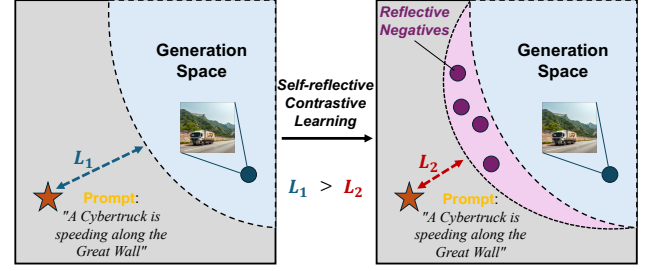 Generation
Space
L1
Prompt:
"A Cybertruck is
speeding along the
Great Wall"
Self-reflective
Contrastive
Learning
L1 > L2
Reflective
Negatives
Generation
Space
L2
Prompt:
"A Cybertruck is
speeding along the
Great Wall"